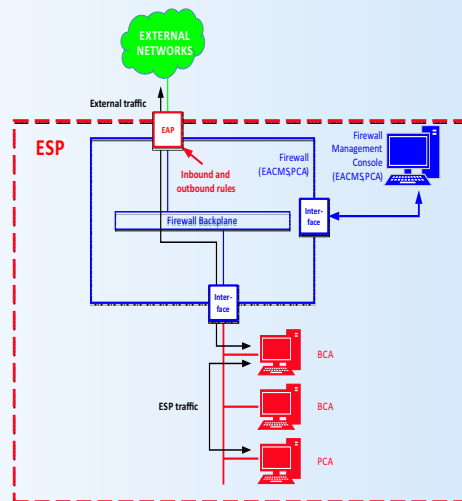 EXTERNAL
NETWORKS
External traffic
EAP
ESP
Inbound and
outbound rules
Firewall
(EACMS,PCA)
Firewall
Management
Console
(EACMS,PCA)
Inter-
face
Firewall Backplane
Inter-
face
BCA
ESP traffic
BCA
PCA